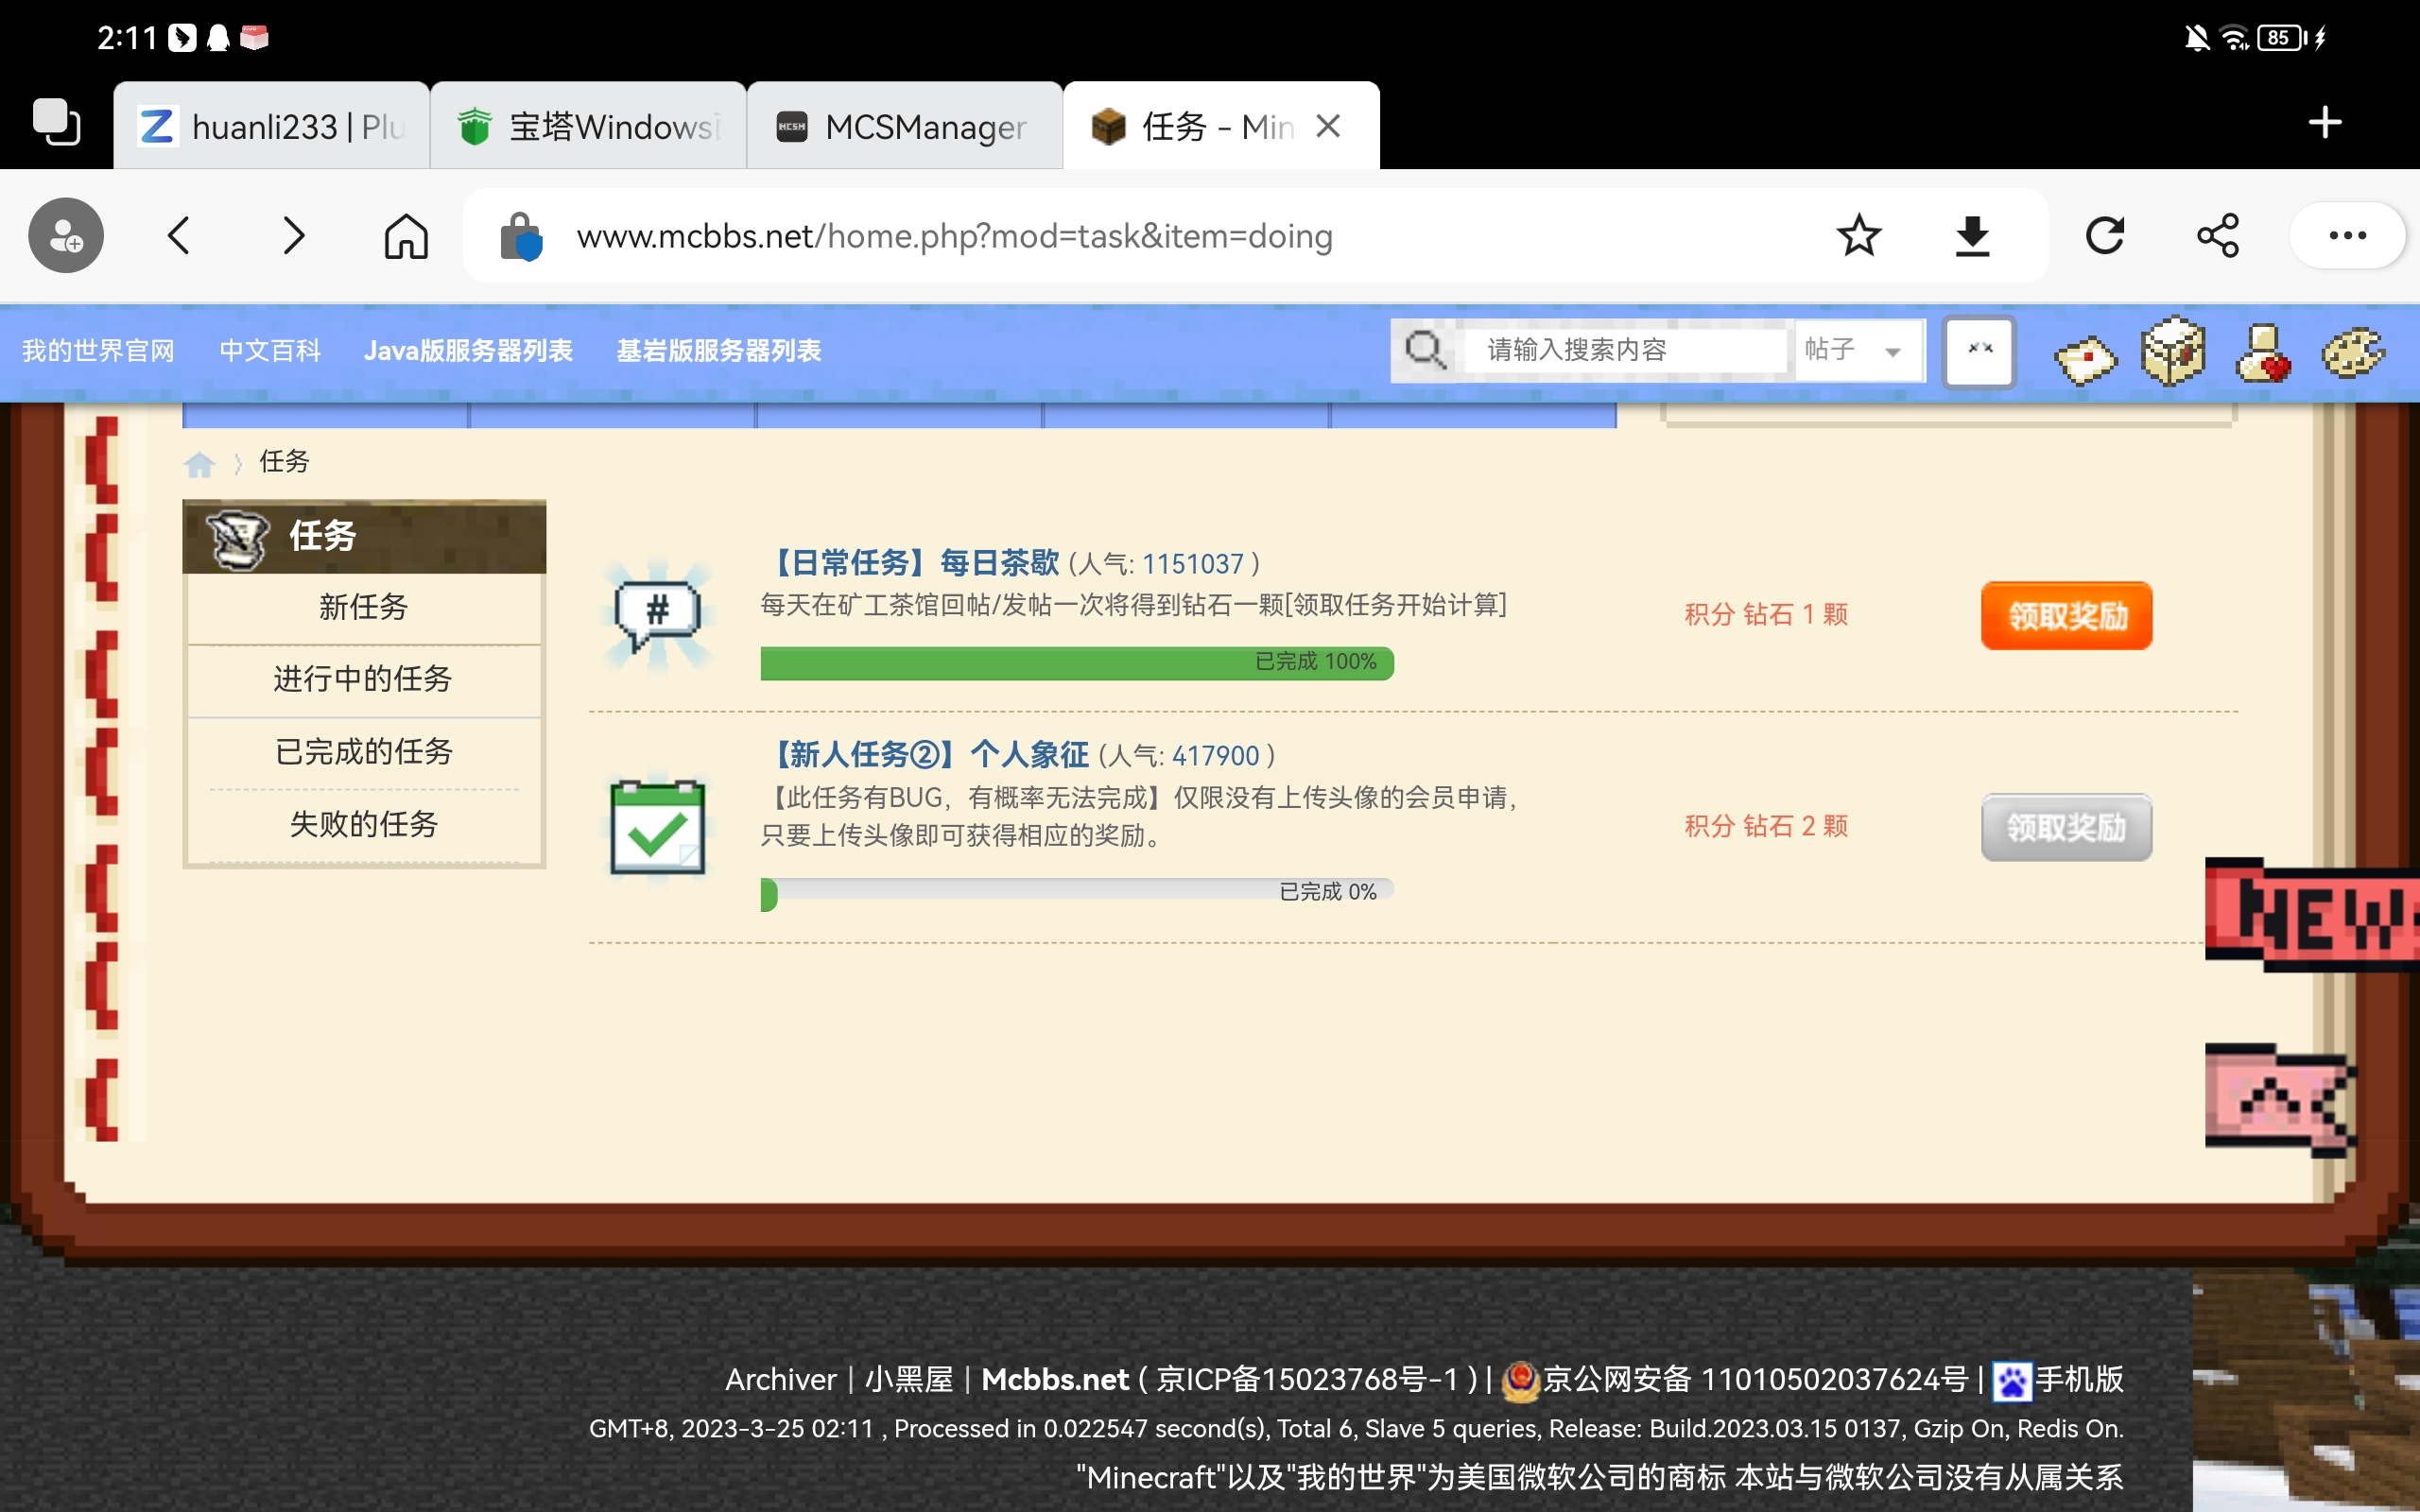 2:11
85
huanli233 | Plu
宝塔Windows
MCSM
MCSManager
任务 - Min
www.mcbbs.net/home.php?mod=task&item=doing
我的世界官网 中文百科 Java版服务器列表 基岩版服务器列表
请输入搜索内容 帖子
任务
任务
新任务
进行中的任务
已完成的任务
失败的任务
#
【日常任务】每日茶歇 (人气: 1151037 )
每天在矿工茶馆回帖/发帖一次将得到钻石一颗[领取任务开始计算]
已完成 100%
积分 钻石 1 颗
领取奖励
【新人任务②】个人象征 (人气: 417900 )
【此任务有BUG，有概率无法完成】仅限没有上传头像的会员申请，
只要上传头像即可获得相应的奖励。
已完成 0%
积分 钻石 2 颗
领取奖励
NEW
Archiver | 小黑屋 | Mcbbs.net ( 京ICP备15023768号-1 ) | 京公网安备 11010502037624号 | 手机版
GMT+8, 2023-3-25 02:11 , Processed in 0.022547 second(s), Total 6, Slave 5 queries, Release: Build.2023.03.15 0137, Gzip On, Redis On.
"Minecraft"以及"我的世界"为美国微软公司的商标 本站与微软公司没有从属关系